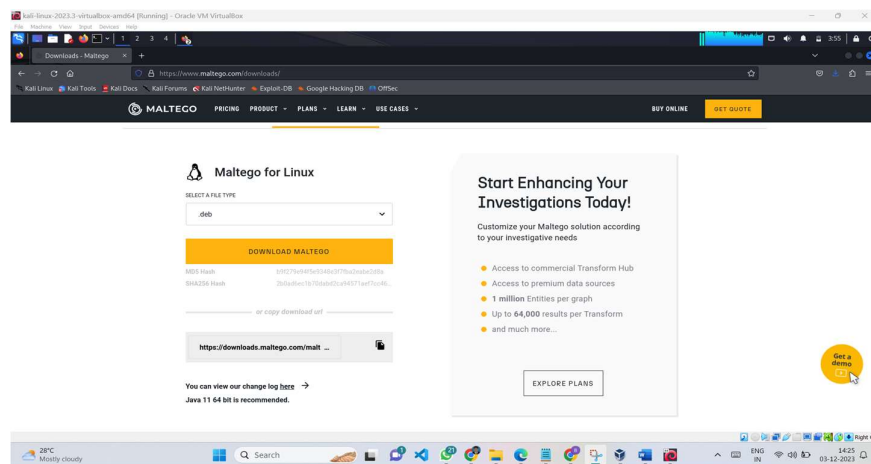 kali-linux-2023.3-virtualbox-amd64 [Running] - Oracle VM VirtualBox
File Machine View Input Devices Help
1 2 3 4
3:55
Downloads - Maltego
https://www.maltego.com/downloads/
Kali Linux Kali Tools Kali Docs Kali Forums Kali NetHunter Exploit-DB Google Hacking DB OffSec
MALTEGO PRICING PRODUCT PLANS LEARN USE CASES BUY ONLINE GET QUOTE
Maltego for Linux
SELECT A FILE TYPE
.deb
DOWNLOAD MALTEGO
MD5 Hash
SHA256 Hash
or copy download url
https://downloads.maltego.com/malt ...
You can view our change log here →
Java 11 64 bit is recommended.
Start Enhancing Your
Investigations Today!
Customize your Maltego solution according
to your investigative needs
Access to commercial Transform Hub
Access to premium data sources
1 million Entities per graph
Up to 64,000 results per Transform
and much more...
EXPLORE PLANS
Get a
demo
Right
28°C
Mostly cloudy
Search
ENG
IN
14:25
03-12-2023